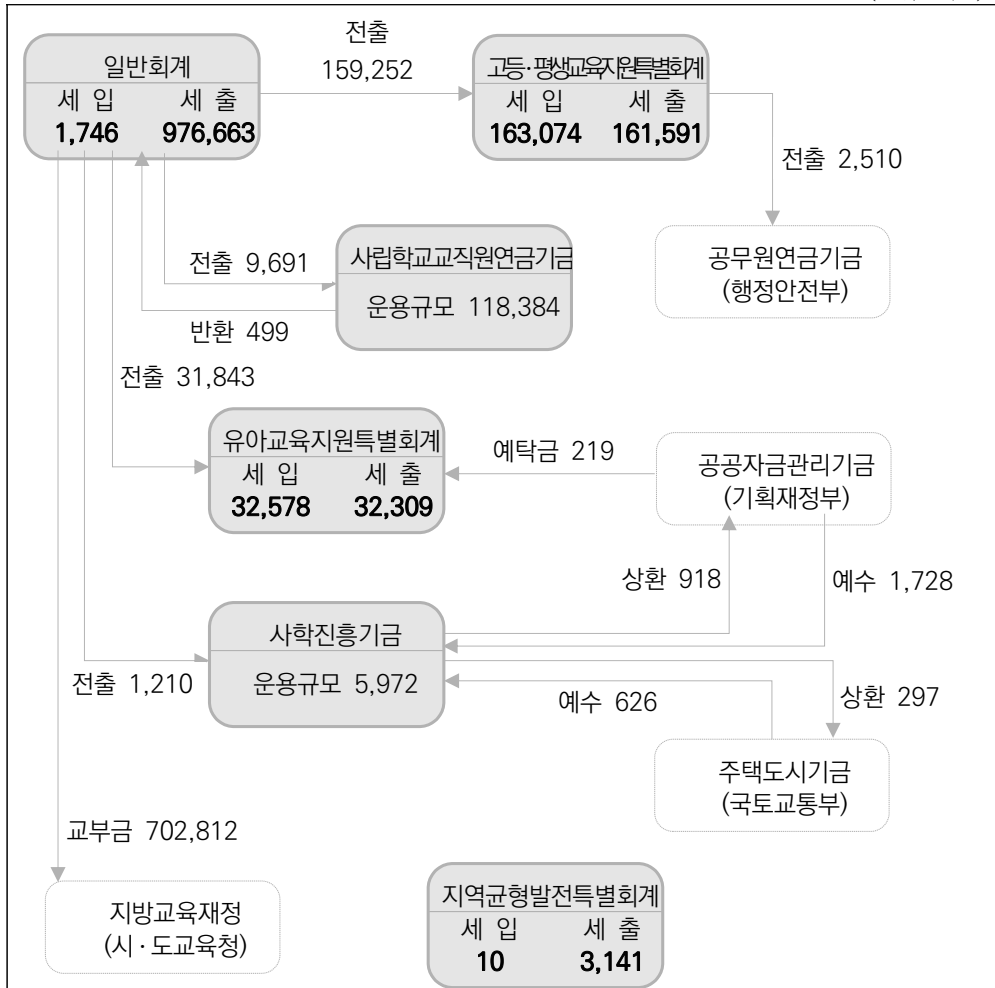 일반회계
세 입 세 출
1,746 976,663
전출
159,252
고등·평생교육지원특별회계
세 입 세 출
163,074 161,591
전출 2,510
공무원연금기금
(행정안전부)
전출 9,691
사립학교교직원연금기금
운용규모 118,384
반환 499
전출 31,843
유아교육지원특별회계
세 입 세 출
32,578 32,309
예탁금 219
공공자금관리기금
(기획재정부)
상환 918
예수 1,728
사학진흥기금
운용규모 5,972
전출 1,210
예수 626
상환 297
주택도시기금
(국토교통부)
교부금 702,812
지방교육재정
(시·도교육청)
지역균형발전특별회계
세 입 세 출
10 3,141